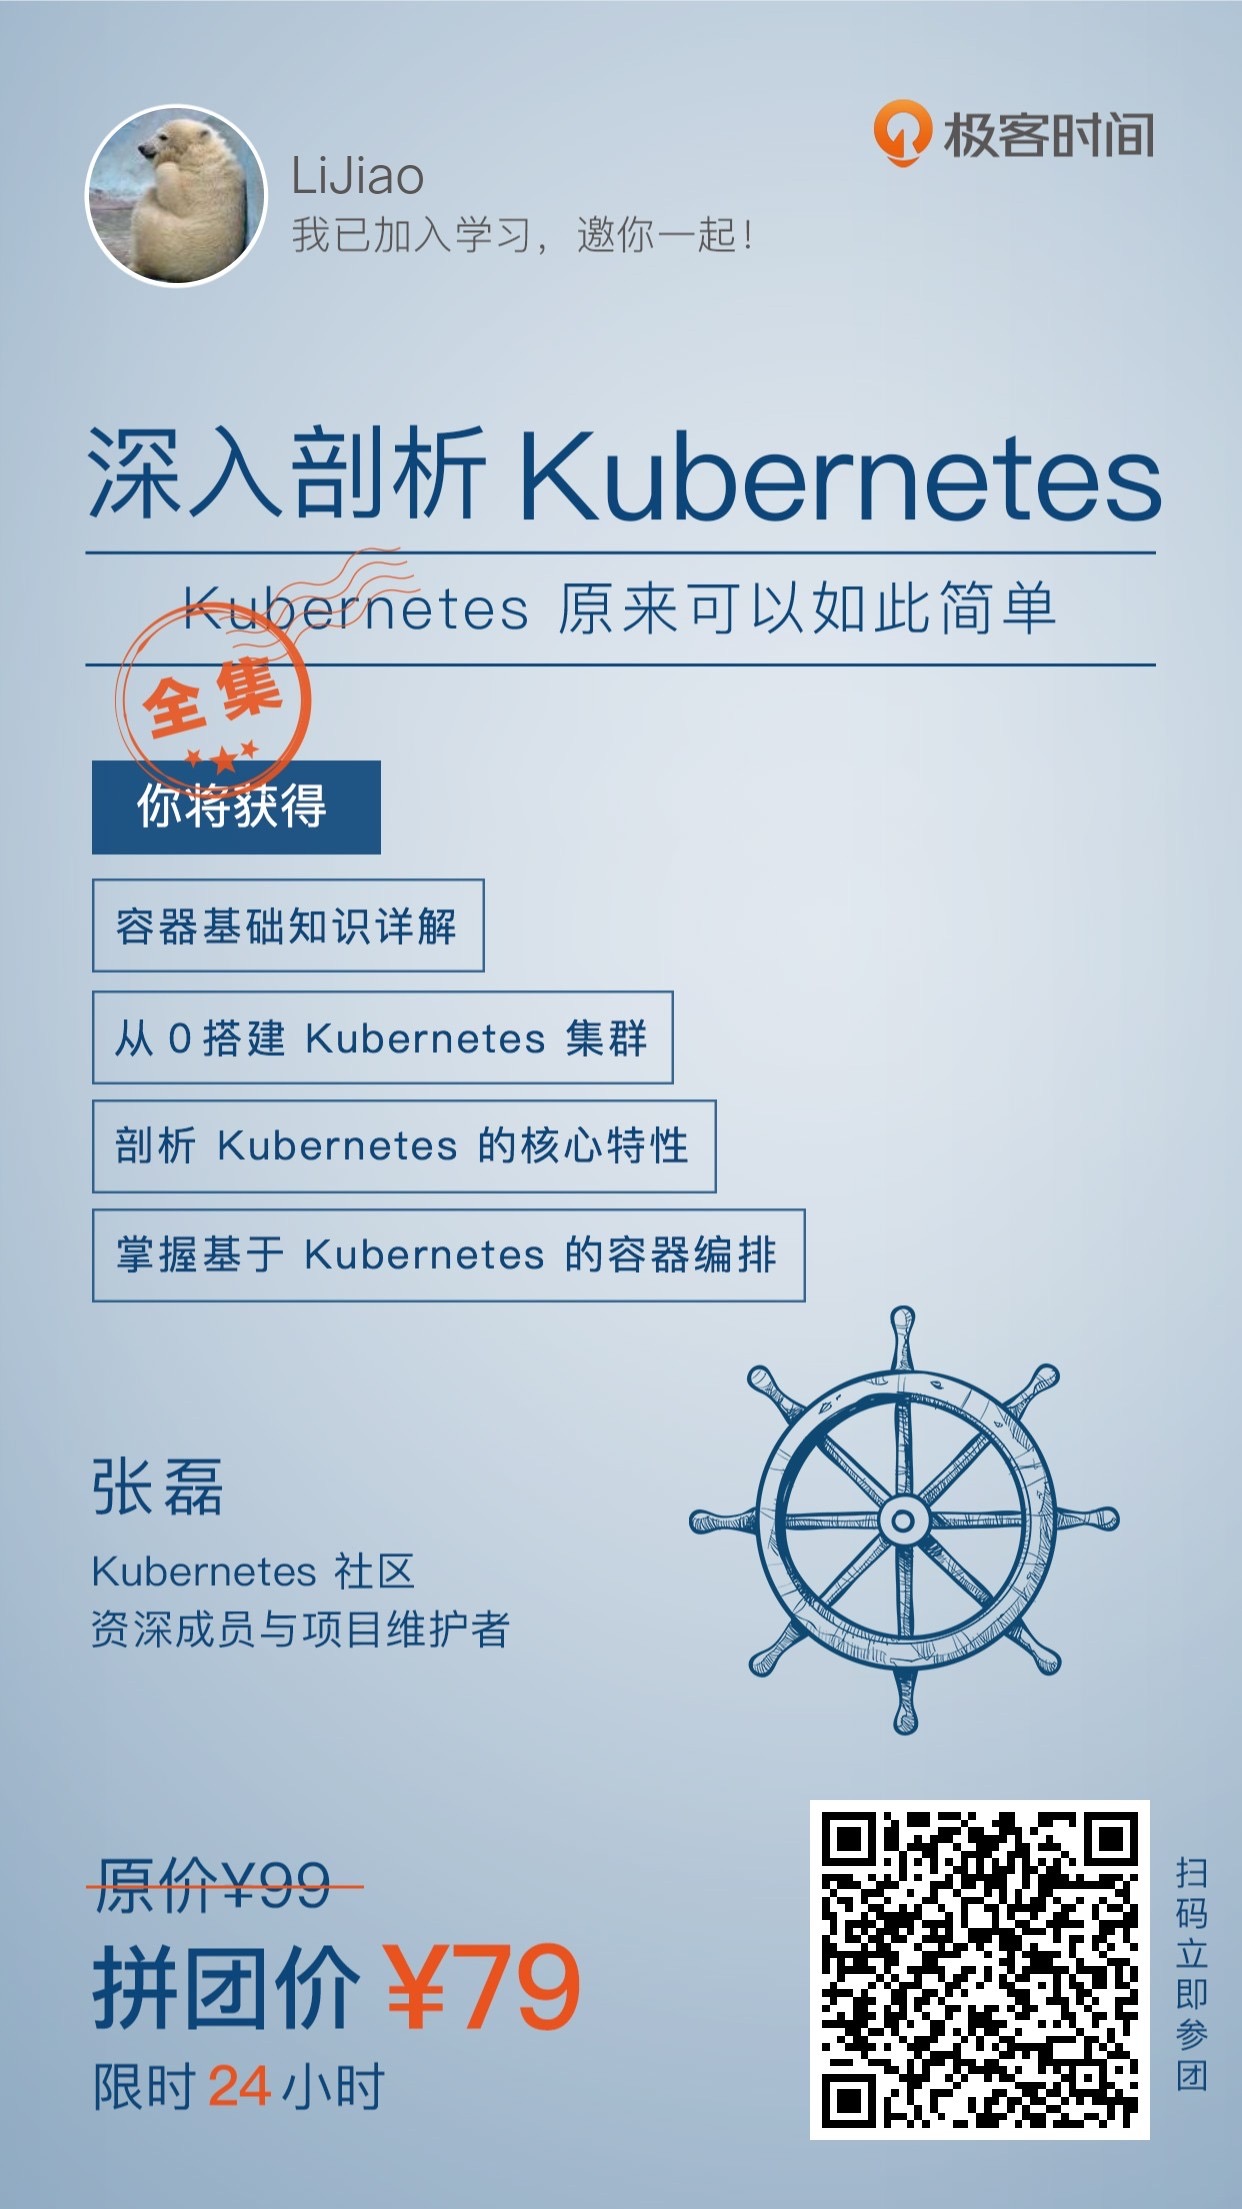 极客时间
LiJiao
我已加入学习，邀你一起！
深入剖析 Kubernetes
Kubernetes 原来可以如此简单
全集
你将获得
容器基础知识详解
从 0 搭建 Kubernetes 集群
剖析 Kubernetes 的核心特性
掌握基于 Kubernetes 的容器编排
张磊
Kubernetes 社区
资深成员与项目维护者
原价¥99
拼团价 ¥79
限时 24 小时
扫码立即参团